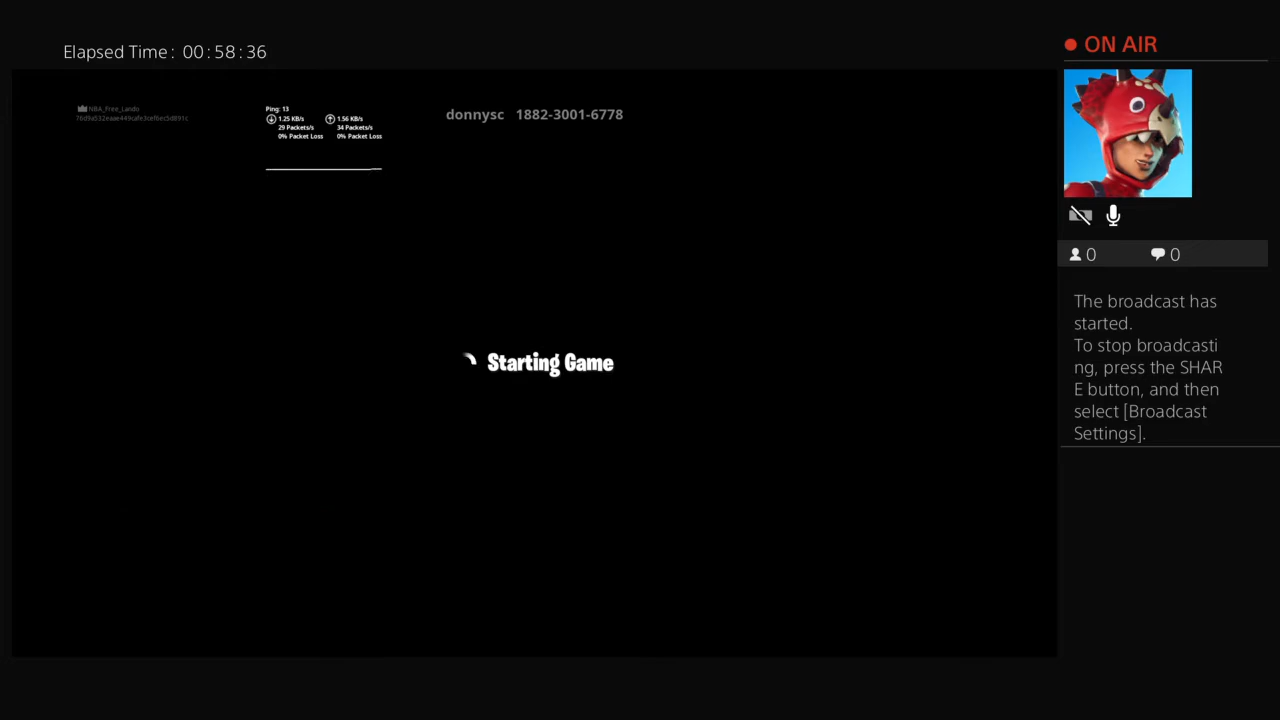 Elapsed Time: 00:58:36
ON AIR
NBA_Free_Lando
Ping: 13
1.25 KB/s 1.56 KB/s
29 Packets/s 34 Packets/s
0% Packet Loss 0% Packet Loss
donnysc 1882-3001-6778
0 0
The broadcast has
started.
To stop broadcasti
ng, press the SHAR
E button, and then
select [Broadcast
Settings].
Starting Game